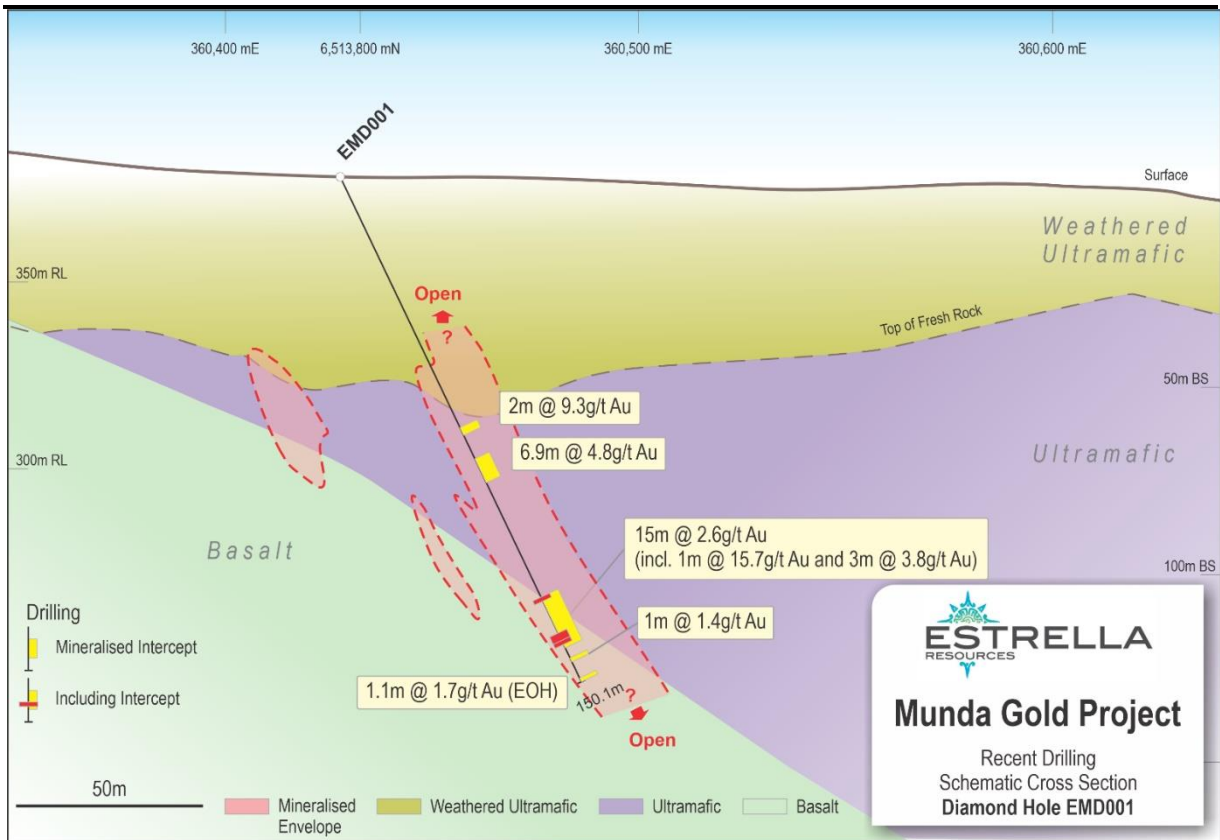 360,400 mE
6,513,800 mN
360,500 mE
360,600 mE
EMD001
Surface
Weathered
Ultramafic
350m RL
Open
?
Top of Fresh Rock
50m BS
2m @ 9.3g/t Au
6.9m @ 4.8g/t Au
300m RL
Ultramafic
Basalt
15m @ 2.6g/t Au
(incl. 1m @ 15.7g/t Au and 3m @ 3.8g/t Au)
100m BS
1m @ 1.4g/t Au
Drilling
Mineralised Intercept
Including Intercept
1.1m @ 1.7g/t Au (EOH)
150.1m
?
Open
ESTRELLA
RESOURCES
Munda Gold Project
Recent Drilling
Schematic Cross Section
Diamond Hole EMD001
50m
Mineralised
Envelope
Weathered Ultramafic
Ultramafic
Basalt